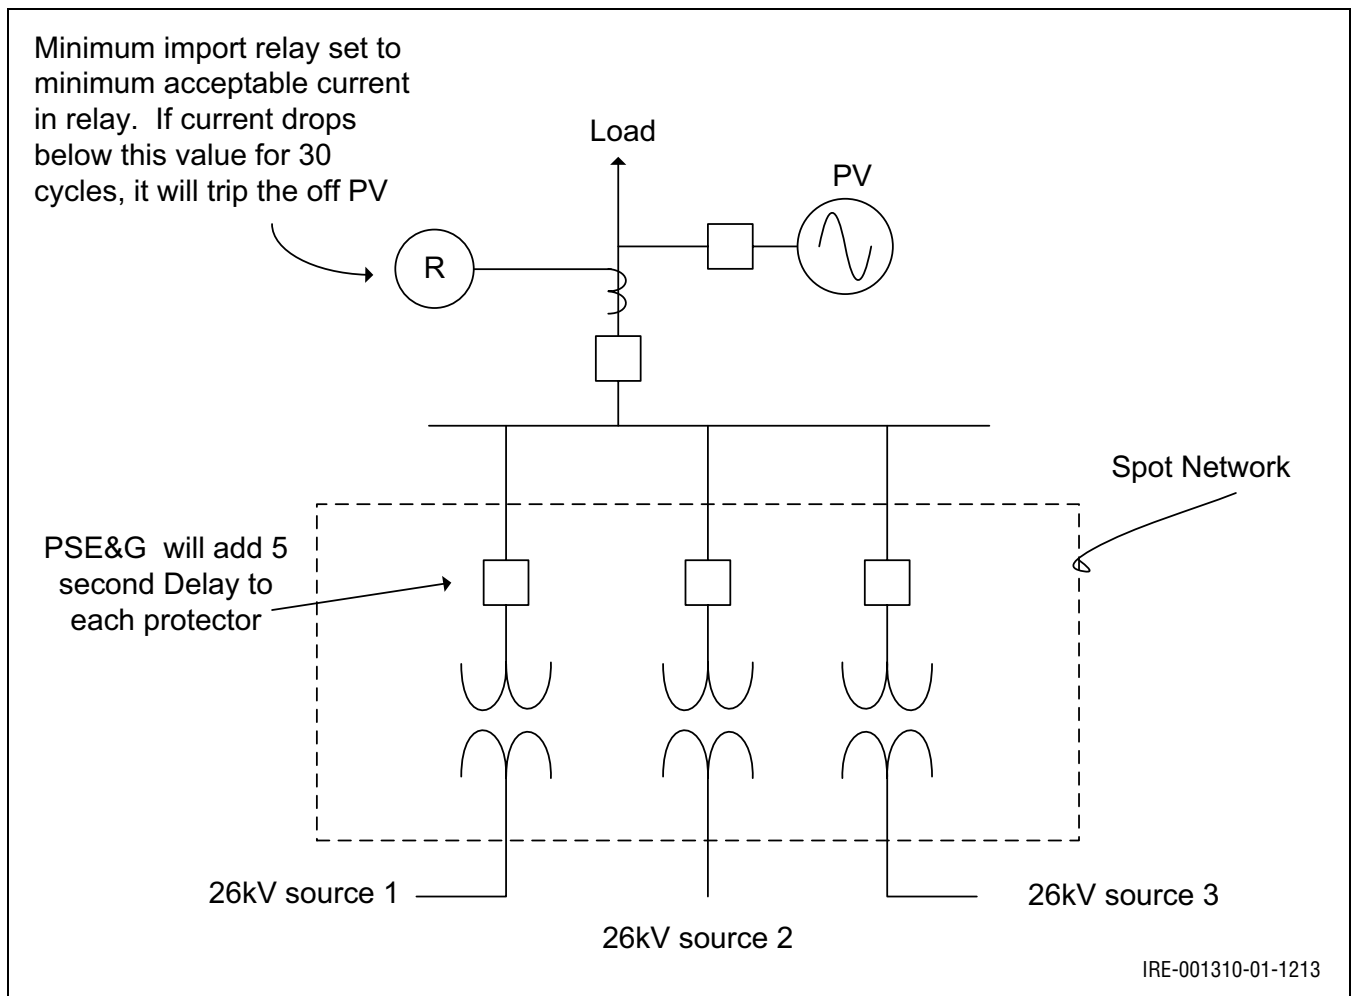 Minimum import relay set to
minimum acceptable current
in relay.  If current drops
below this value for 30
cycles, it will trip the off PV
Load
PV
R
Spot Network
PSE&G  will add 5
second Delay to
each protector
26kV source 1
26kV source 2
26kV source 3
IRE-001310-01-1213